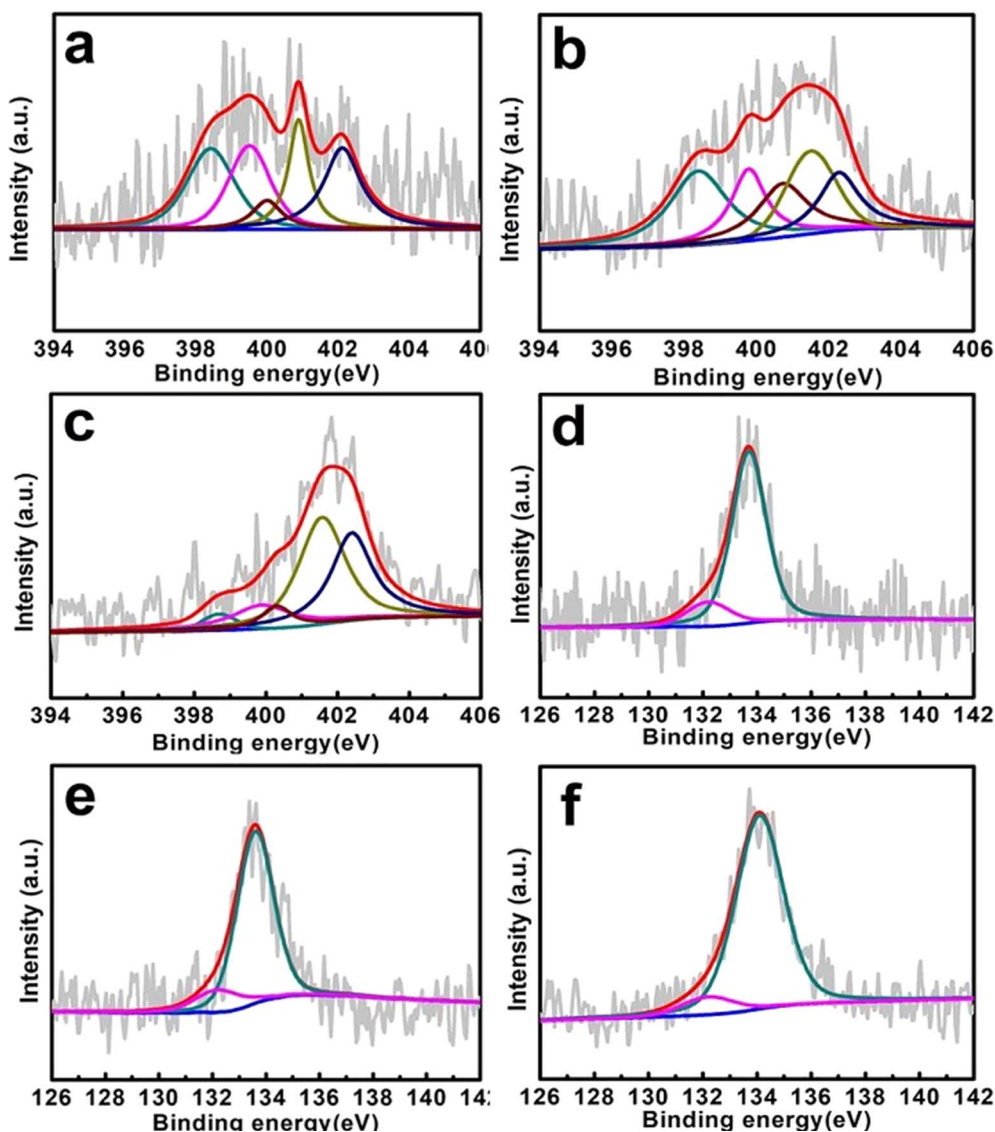 a
Intensity (a.u.)
394 396 398 400 402 404 40
Binding energy(eV)
b
Intensity (a.u.)
394 396 398 400 402 404 406
Binding energy(eV)
c
Intensity (a.u.)
394 396 398 400 402 404 406
Binding energy(eV)
d
Intensity (a.u.)
126 128 130 132 134 136 138 140 142
Binding energy(eV)
e
Intensity (a.u.)
126 128 130 132 134 136 138 140 14
Binding energy(eV)
f
Intensity (a.u.)
126 128 130 132 134 136 138 140 142
Binding energy(eV)